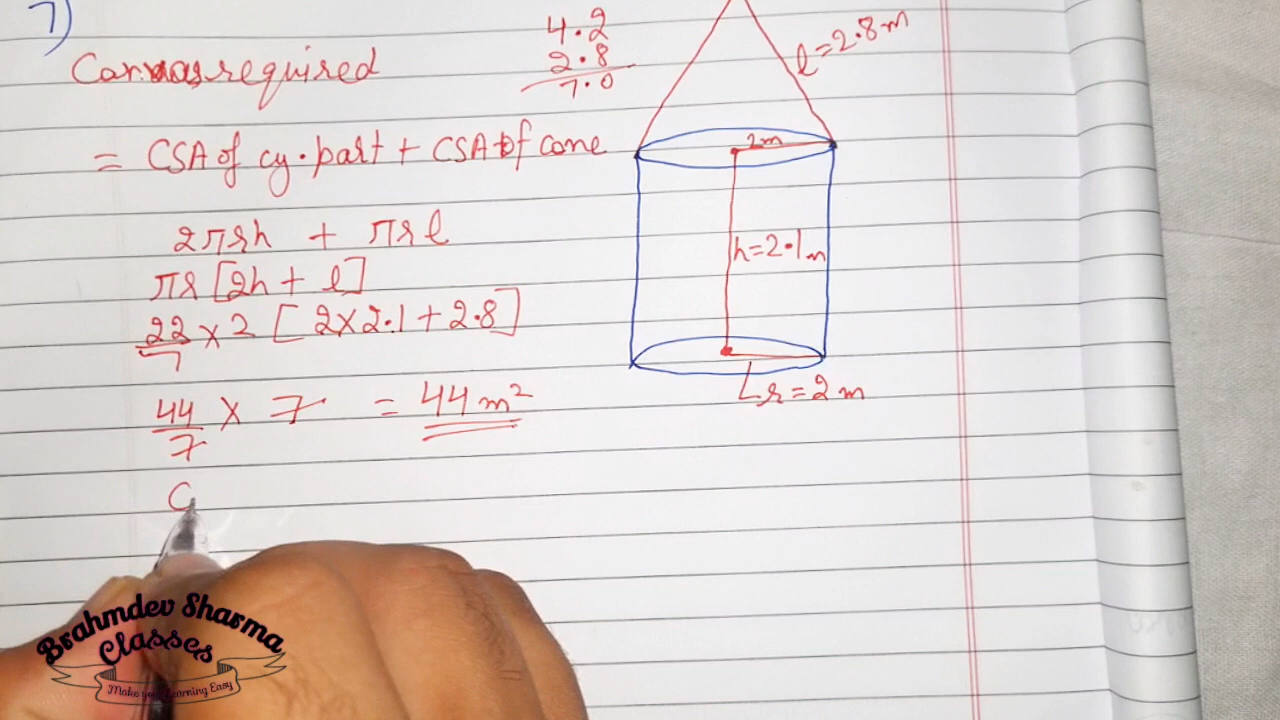 7)
Canvas required
4.2
2.8
7.0
= CSA of cy. part + CSA of cone
2πrh + πrl
πr [2h + l]
22/7 x 2 [ 2x2.1 + 2.8 ]
44/7 x 7 = 44 m²
C
l = 2.8 m
2m
h = 2.1 m
r = 2 m
Brahmdev Sharma
Classes
Make your Learning Easy